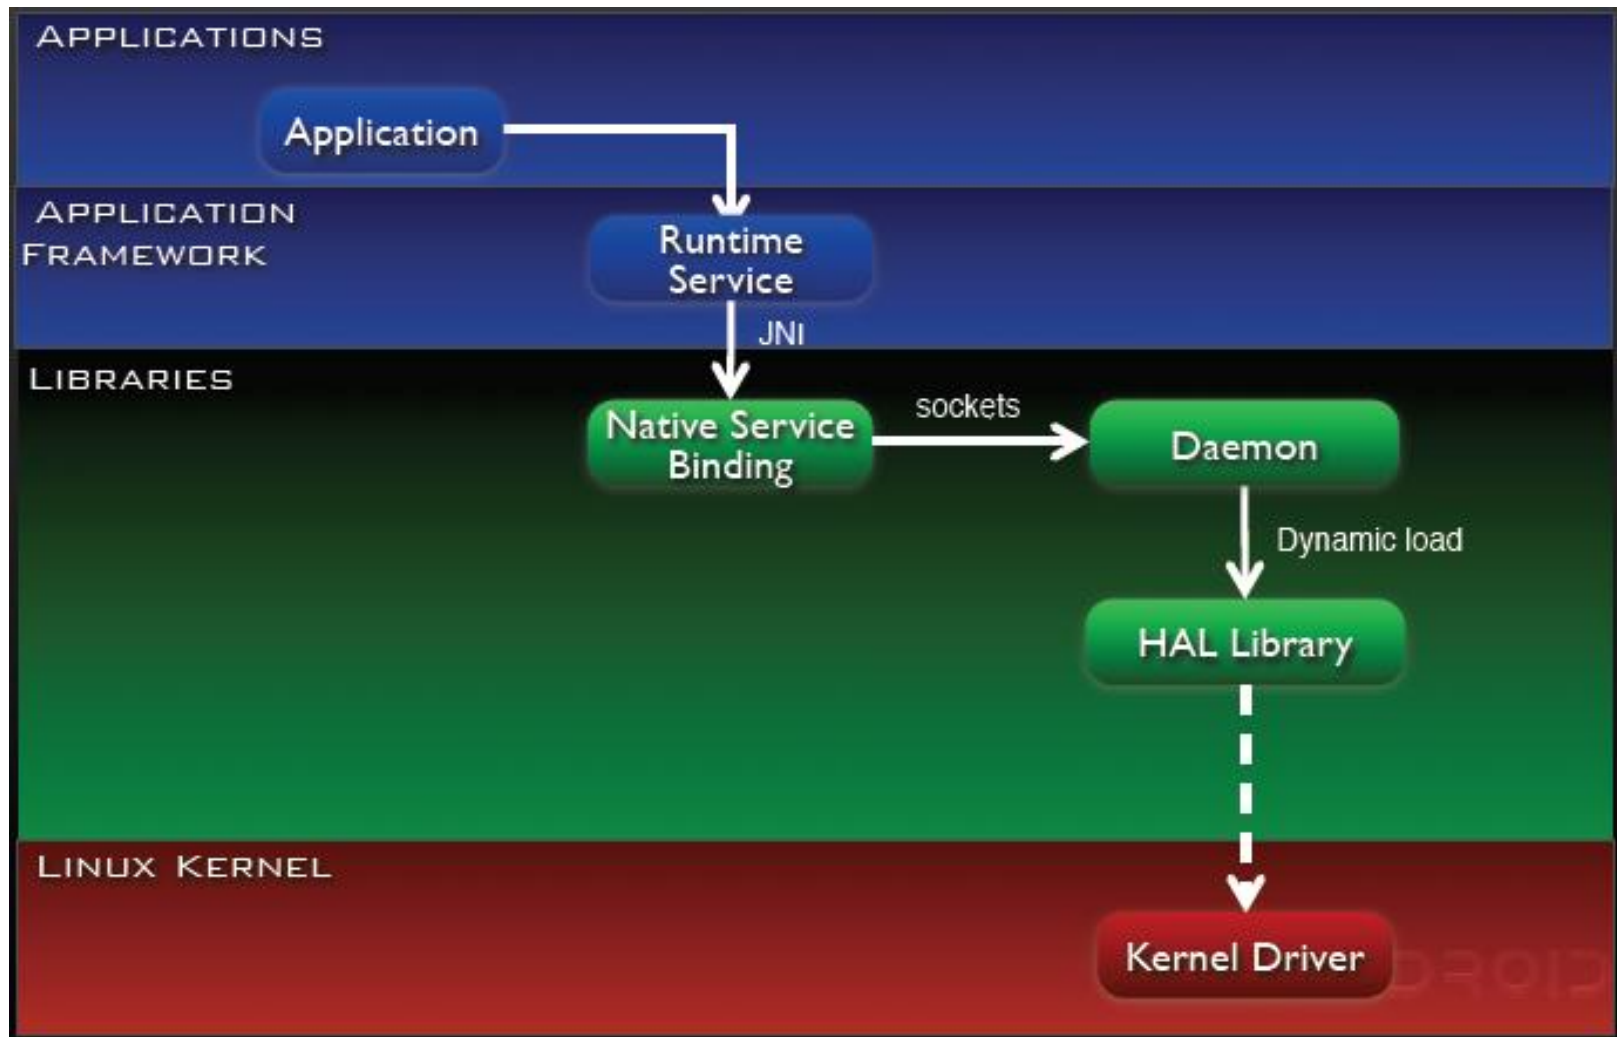 APPLICATIONS
Application
APPLICATION
FRAMEWORK
Runtime
Service
JNI
LIBRARIES
Native Service
Binding
sockets
Daemon
Dynamic load
HAL Library
LINUX KERNEL
Kernel Driver
DROID